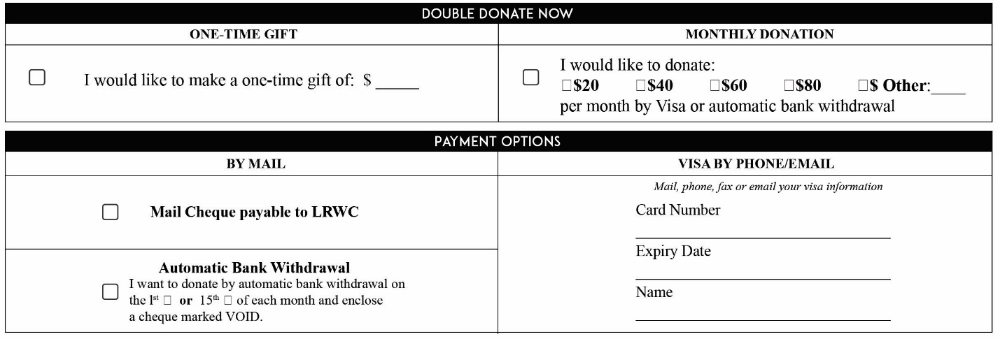 DOUBLE DONATE NOW
ONE-TIME GIFT
I would like to make a one-time gift of: $ _____
MONTHLY DONATION
I would like to donate:
□$20 □$40 □$60 □$80 □$ Other:____
per month by Visa or automatic bank withdrawal
PAYMENT OPTIONS
BY MAIL
Mail Cheque payable to LRWC
Automatic Bank Withdrawal
I want to donate by automatic bank withdrawal on
the 1st □ or 15th □ of each month and enclose
a cheque marked VOID.
VISA BY PHONE/EMAIL
Mail, phone, fax or email your visa information
Card Number
Expiry Date
Name